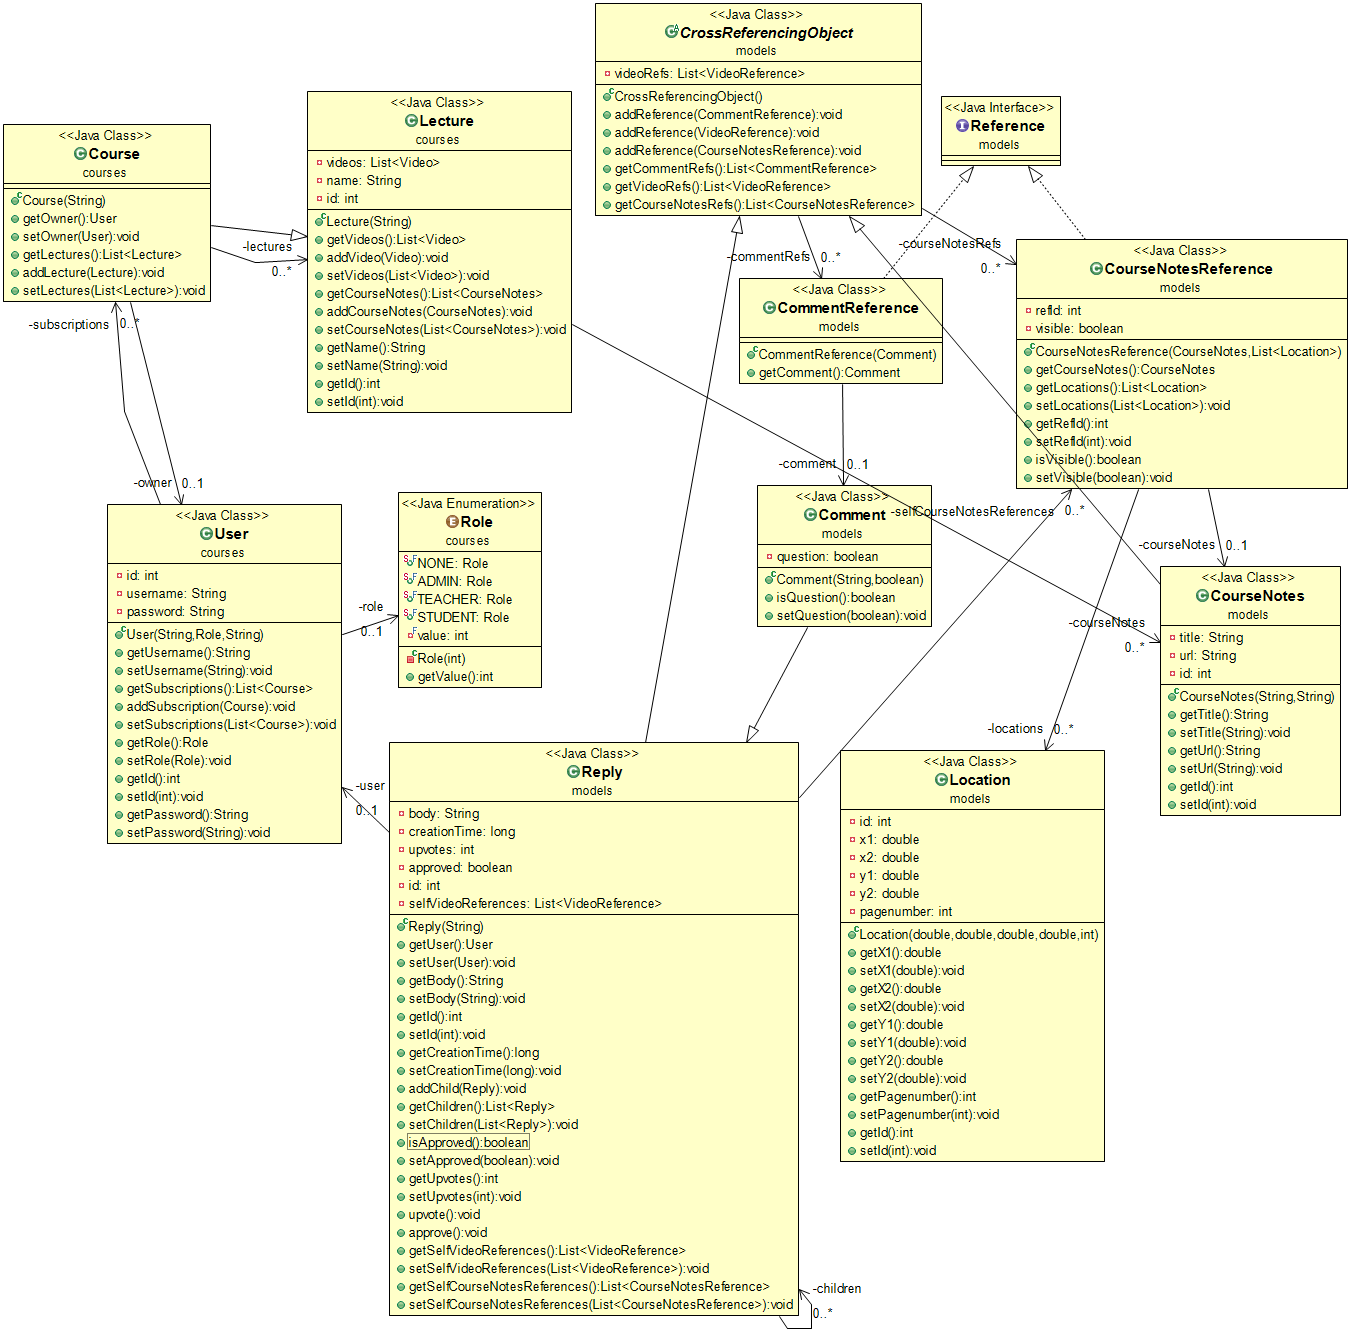 <<Java Class>>
CrossReferencingObject
models
videoRefs: List<VideoReference>
CrossReferencingObject()
addReference(CommentReference):void
addReference(VideoReference):void
addReference(CourseNotesReference):void
getCommentRefs():List<CommentReference>
getVideoRefs():List<VideoReference>
getCourseNotesRefs():List<CourseNotesReference>
<<Java Interface>>
Reference
models
<<Java Class>>
Lecture
courses
videos: List<Video>
name: String
id: int
Lecture(String)
getVideos():List<Video>
addVideo(Video):void
setVideos(List<Video>):void
getCourseNotes():List<CourseNotes>
addCourseNotes(CourseNotes):void
setCourseNotes(List<CourseNotes>):void
getName():String
setName(String):void
getId():int
setId(int):void
<<Java Class>>
Course
courses
Course(String)
getOwner():User
setOwner(User):void
getLectures():List<Lecture>
addLecture(Lecture):void
setLectures(List<Lecture>):void
-lectures
0..*
-commentRefs
0..*
-courseNotesRefs
0..*
<<Java Class>>
CourseNotesReference
models
refId: int
visible: boolean
CourseNotesReference(CourseNotes,List<Location>)
getCourseNotes():CourseNotes
getLocations():List<Location>
setLocations(List<Location>):void
getRefId():int
setRefId(int):void
isVisible():boolean
setVisible(boolean):void
<<Java Class>>
CommentReference
models
CommentReference(Comment)
getComment():Comment
-subscriptions
0..*
-owner
0..1
-comment
0..1
<<Java Class>>
User
courses
id: int
username: String
password: String
User(String,Role,String)
getUsername():String
setUsername(String):void
getSubscriptions():List<Course>
addSubscription(Course):void
setSubscriptions(List<Course>):void
getRole():Role
setRole(Role):void
getId():int
setId(int):void
getPassword():String
setPassword(String):void
-role
0..1
<<Java Enumeration>>
Role
courses
NONE: Role
ADMIN: Role
TEACHER: Role
STUDENT: Role
value: int
Role(int)
getValue():int
<<Java Class>>
Comment
models
question: boolean
Comment(String,boolean)
isQuestion():boolean
setQuestion(boolean):void
-selfCourseNotesReferences
0..*
-courseNotes
0..1
<<Java Class>>
CourseNotes
models
title: String
url: String
id: int
CourseNotes(String,String)
getTitle():String
setTitle(String):void
getUrl():String
setUrl(String):void
getId():int
setId(int):void
-courseNotes
0..*
-locations
0..*
-user
0..1
<<Java Class>>
Reply
models
body: String
creationTime: long
upvotes: int
approved: boolean
id: int
selfVideoReferences: List<VideoReference>
Reply(String)
getUser():User
setUser(User):void
getBody():String
setBody(String):void
getId():int
setId(int):void
getCreationTime():long
setCreationTime(long):void
addChild(Reply):void
getChildren():List<Reply>
setChildren(List<Reply>):void
isApproved():boolean
setApproved(boolean):void
getUpvotes():int
setUpvotes(int):void
upvote():void
approve():void
getSelfVideoReferences():List<VideoReference>
setSelfVideoReferences(List<VideoReference>):void
getSelfCourseNotesReferences():List<CourseNotesReference>
setSelfCourseNotesReferences(List<CourseNotesReference>):void
-children
0..*
<<Java Class>>
Location
models
id: int
x1: double
x2: double
y1: double
y2: double
pagenumber: int
Location(double,double,double,double,int)
getX1():double
setX1(double):void
getX2():double
setX2(double):void
getY1():double
setY1(double):void
getY2():double
setY2(double):void
getPagenumber():int
setPagenumber(int):void
getId():int
setId(int):void